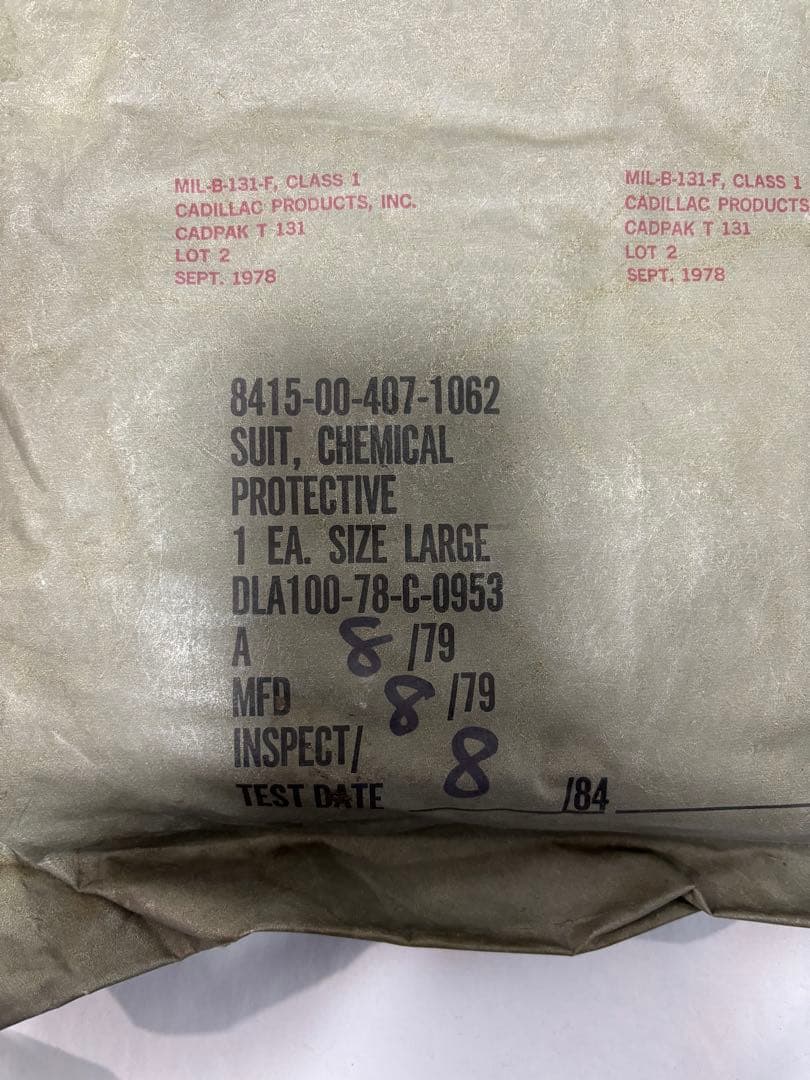 MIL-B-131-F, CLASS 1
CADILLAC PRODUCTS, INC.
CADPAK T 131
LOT 2
SEPT. 1978
MIL-B-131-F, CLASS 1
CADILLAC PRODUCTS
CADPAK T 131
LOT 2
SEPT. 1978
8415-00-407-1062
SUIT, CHEMICAL
PROTECTIVE
1 EA. SIZE LARGE
DLA100-78-C-0953
A 8 /79
MFD 8 /79
INSPECT/
TEST DATE 8 /84